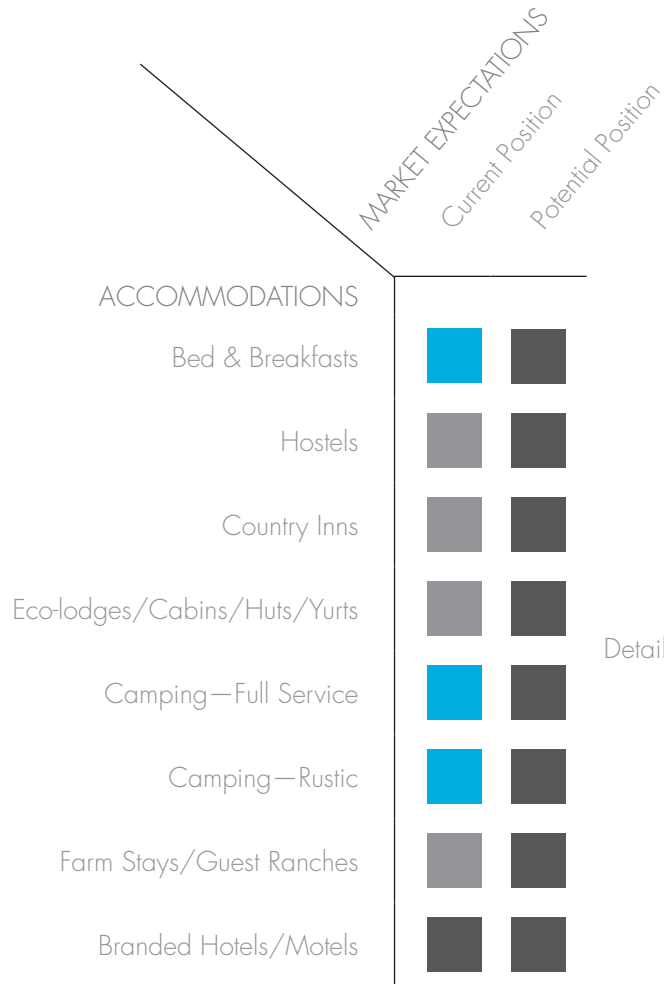 MARKET EXPECTATIONS
Current Position
Potential Position
ACCOMMODATIONS
Bed & Breakfasts
Hostels
Country Inns
Eco-lodges/Cabins/Huts/Yurts
Detail
Camping—Full Service
Camping—Rustic
Farm Stays/Guest Ranches
Branded Hotels/Motels